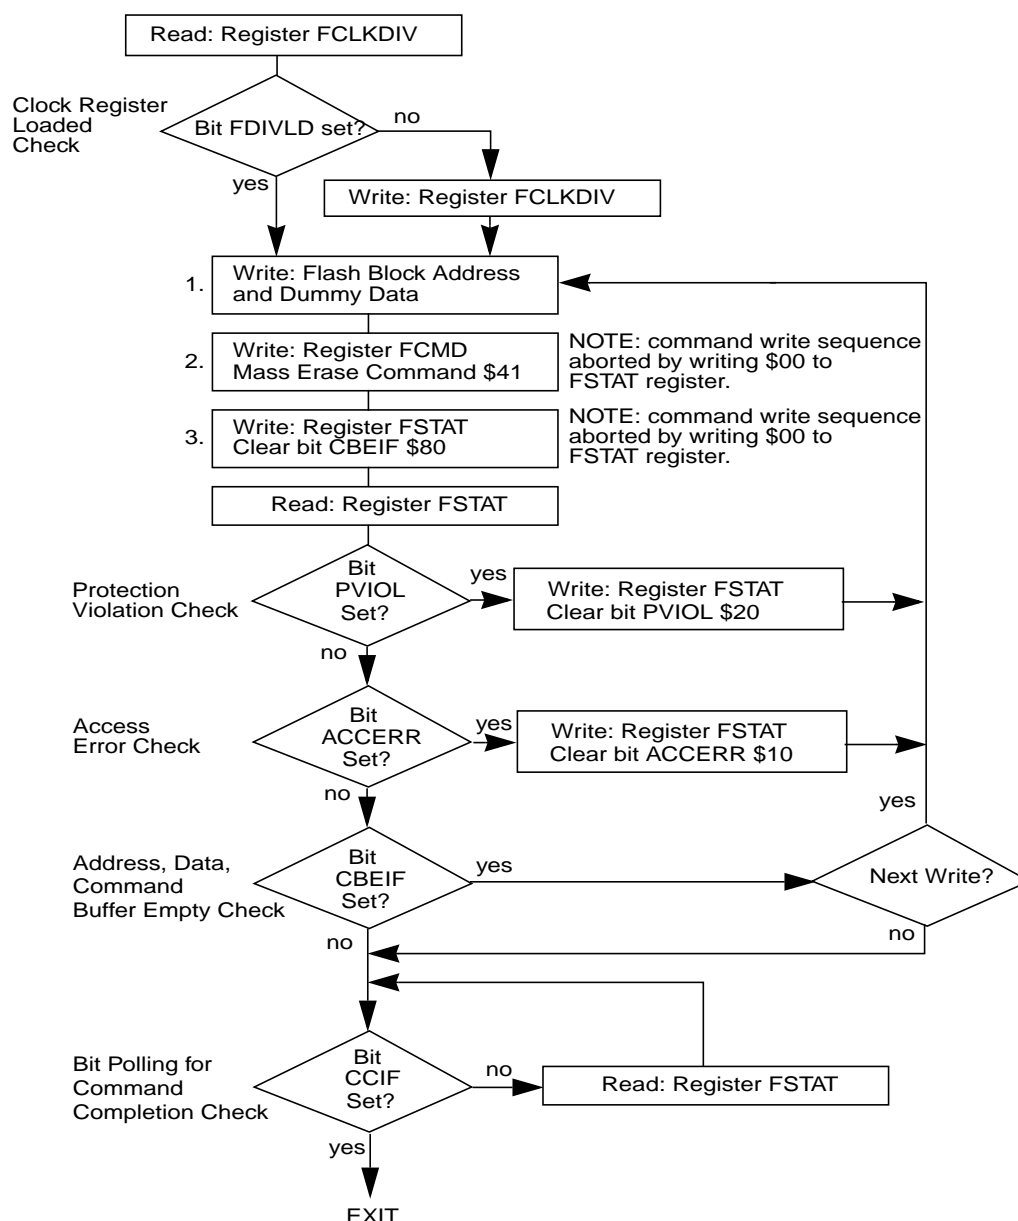 Read: Register FCLKDIV
Clock Register
Loaded
Check
Bit FDIVLD set?
no
yes
Write: Register FCLKDIV
1.
Write: Flash Block Address
and Dummy Data
2.
Write: Register FCMD
Mass Erase Command $41
NOTE: command write sequence
aborted by writing $00 to
FSTAT register.
3.
Write: Register FSTAT
Clear bit CBEIF $80
NOTE: command write sequence
aborted by writing $00 to
FSTAT register.
Read: Register FSTAT
Protection
Violation Check
Bit
PVIOL
Set?
yes
Write: Register FSTAT
Clear bit PVIOL $20
no
Access
Error Check
Bit
ACCERR
Set?
yes
Write: Register FSTAT
Clear bit ACCERR $10
no
yes
Address, Data,
Command
Buffer Empty Check
Bit
CBEIF
Set?
yes
Next Write?
no
no
Bit Polling for
Command
Completion Check
Bit
CCIF
Set?
no
Read: Register FSTAT
yes
EXIT